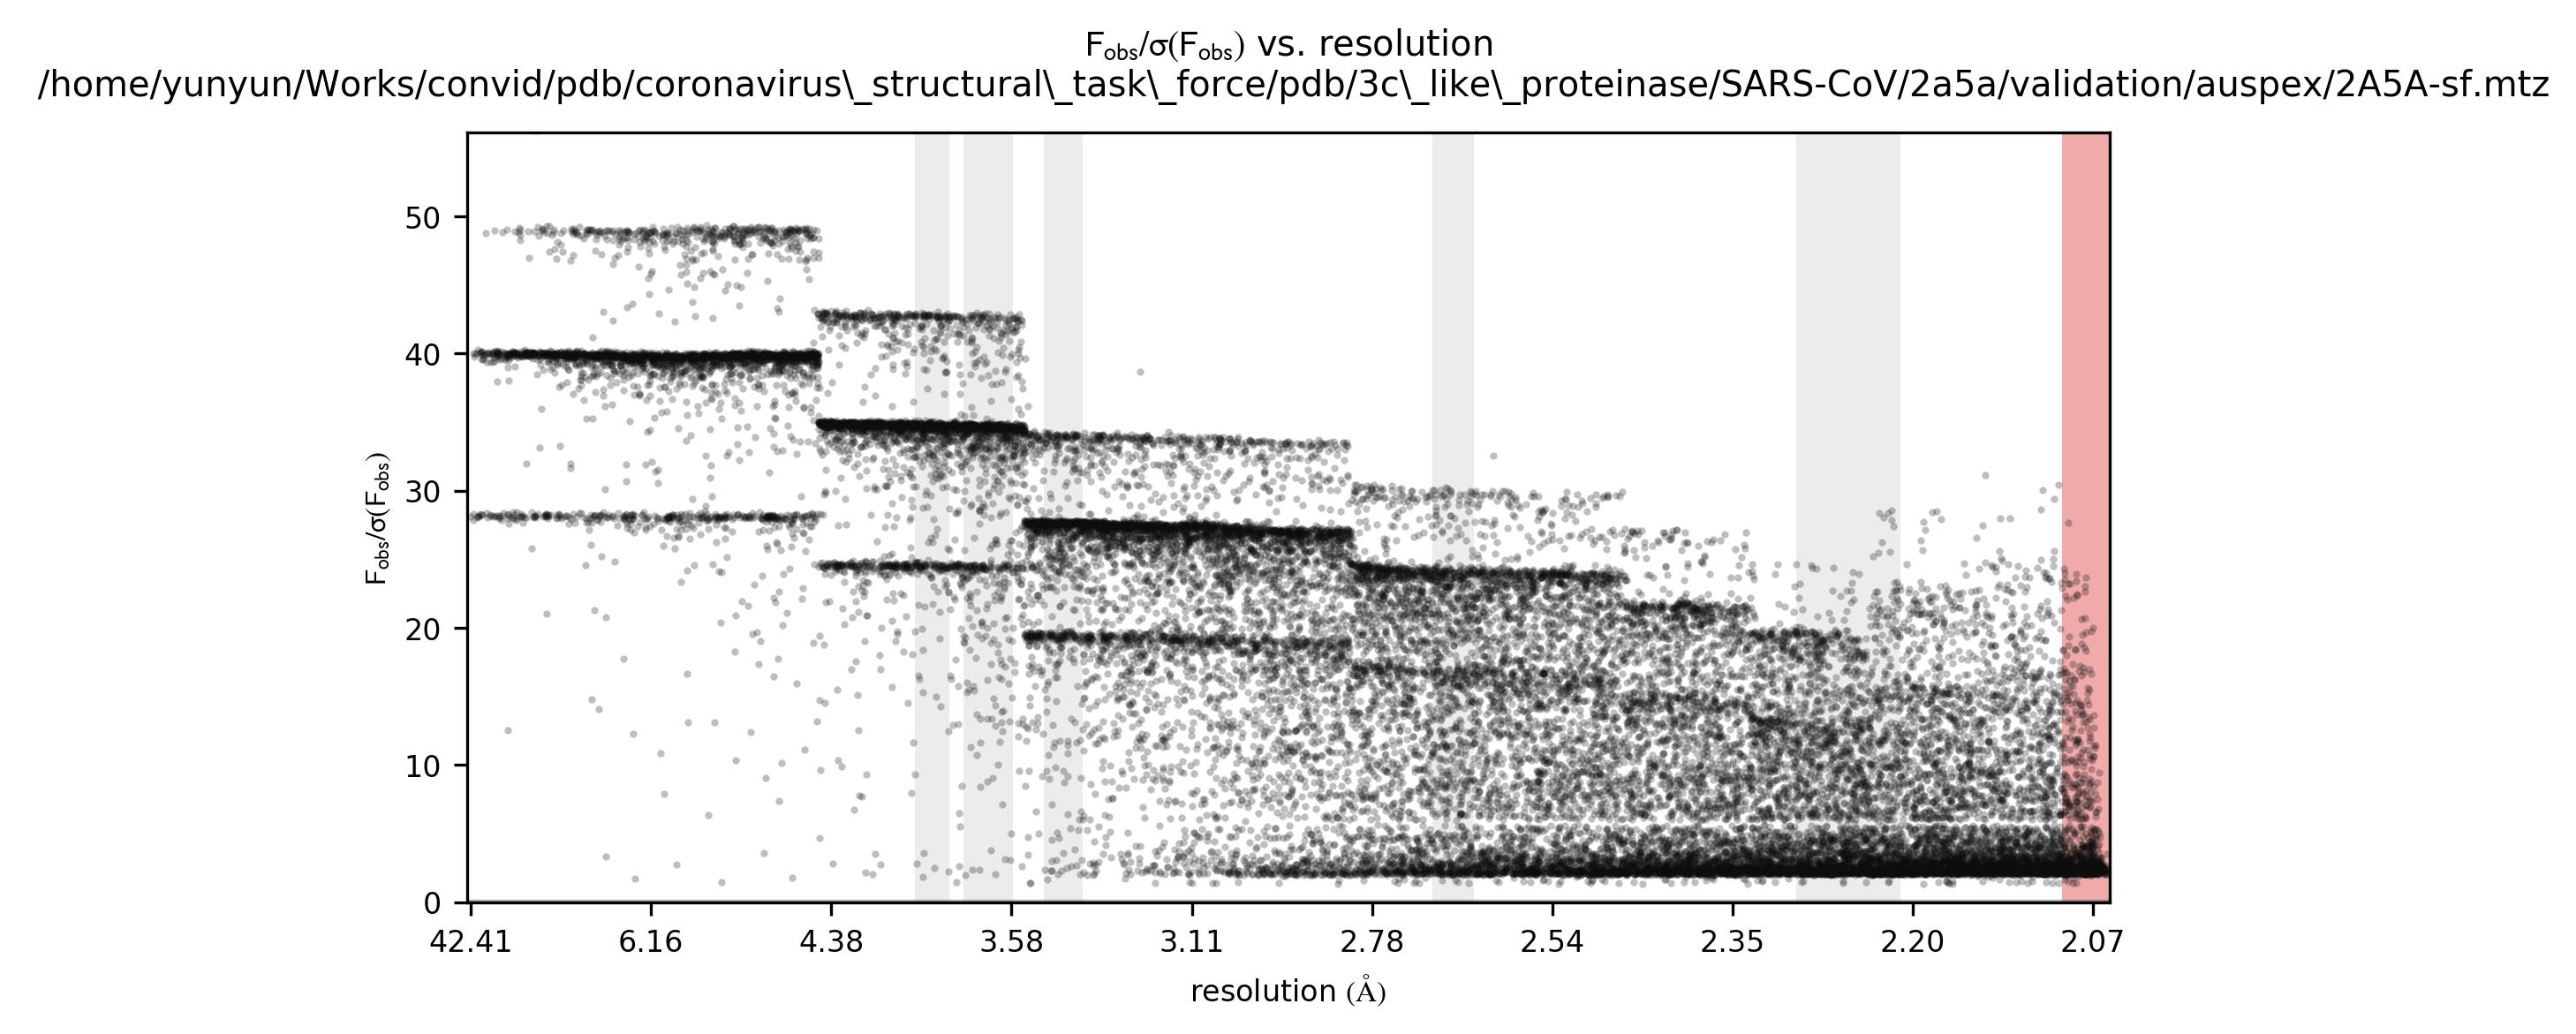 Fobs/σ(Fobs) vs. resolution
/home/yunyun/Works/convid/pdb/coronavirus\_structural\_task\_force/pdb/3c\_like\_proteinase/SARS-CoV/2a5a/validation/auspex/2A5A-sf.mtz
Fobs/σ(Fobs)
50
40
30
20
10
0
42.41 6.16 4.38 3.58 3.11 2.78 2.54 2.35 2.20 2.07
resolution (Å)